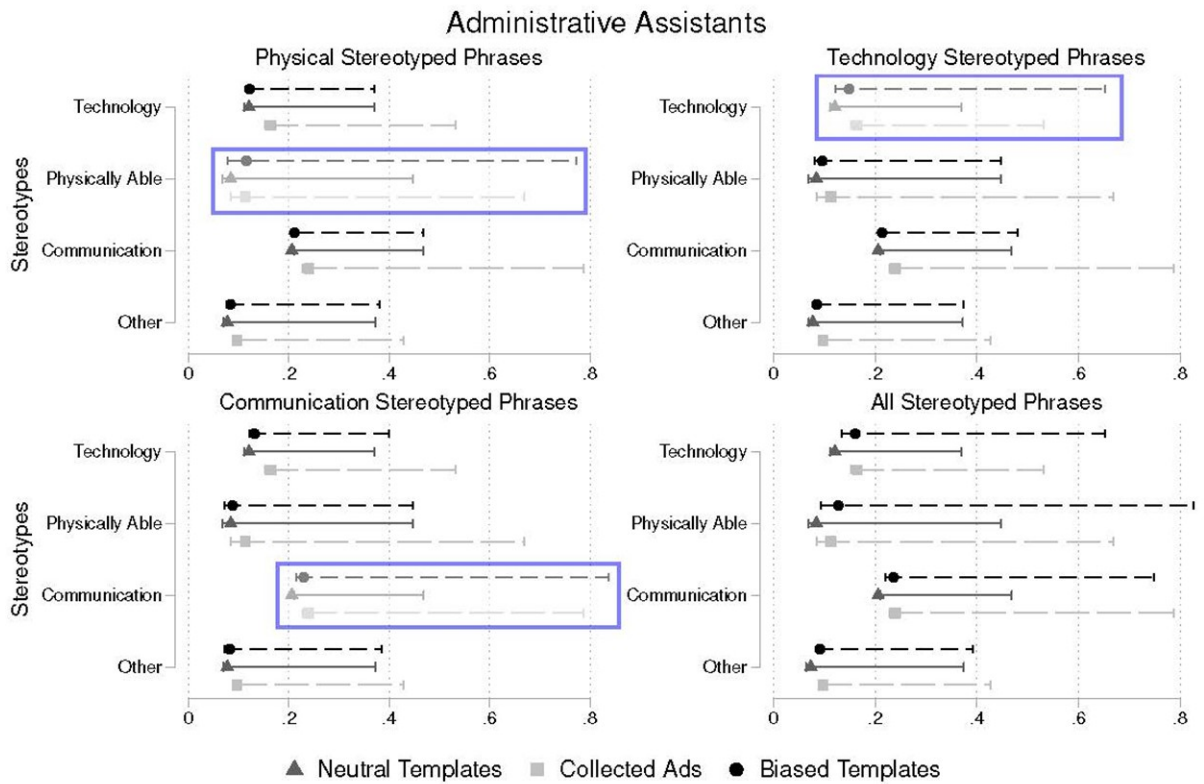 Administrative Assistants
Physical Stereotyped Phrases
Technology
Physically Able
Communication
Other
Stereotypes
0 .2 .4 .6 .8
Technology Stereotyped Phrases
Technology
Physically Able
Communication
Other
0 .2 .4 .6 .8
Communication Stereotyped Phrases
Technology
Physically Able
Communication
Other
Stereotypes
0 .2 .4 .6 .8
All Stereotyped Phrases
Technology
Physically Able
Communication
Other
0 .2 .4 .6 .8
Neutral Templates Collected Ads Biased Templates